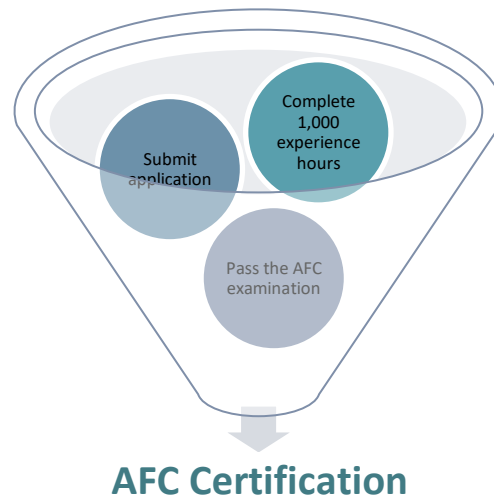 Complete
1,000
experience
hours
Submit
application
Pass the AFC
examination
AFC Certification